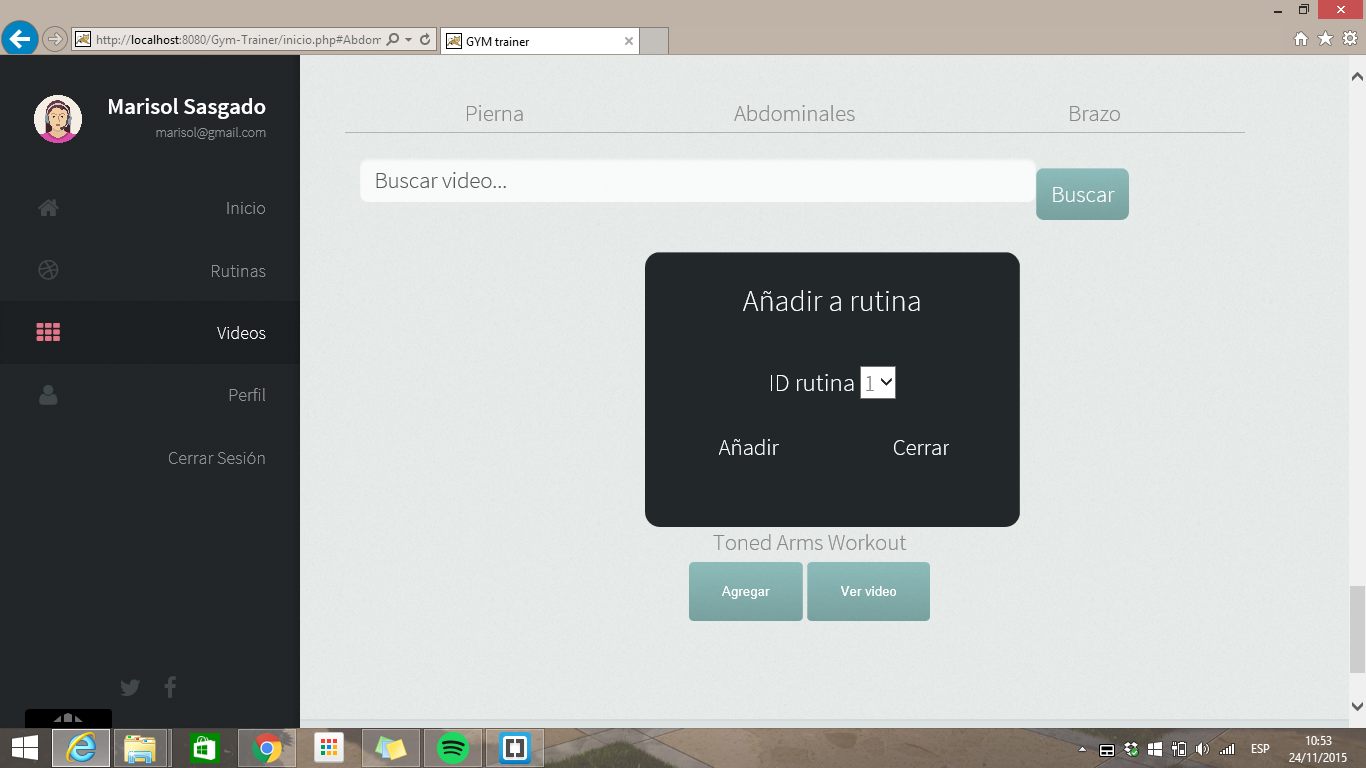 http://localhost:8080/Gym-Trainer/inicio.php#Abdom
GYM trainer
Marisol Sasgado
marisol@gmail.com
Inicio
Rutinas
Videos
Perfil
Cerrar Sesión
Pierna Abdominales Brazo
Buscar video...
Buscar
Añadir a rutina
ID rutina 1
Añadir Cerrar
Toned Arms Workout
Agregar Ver video
ESP
10:53
24/11/2015